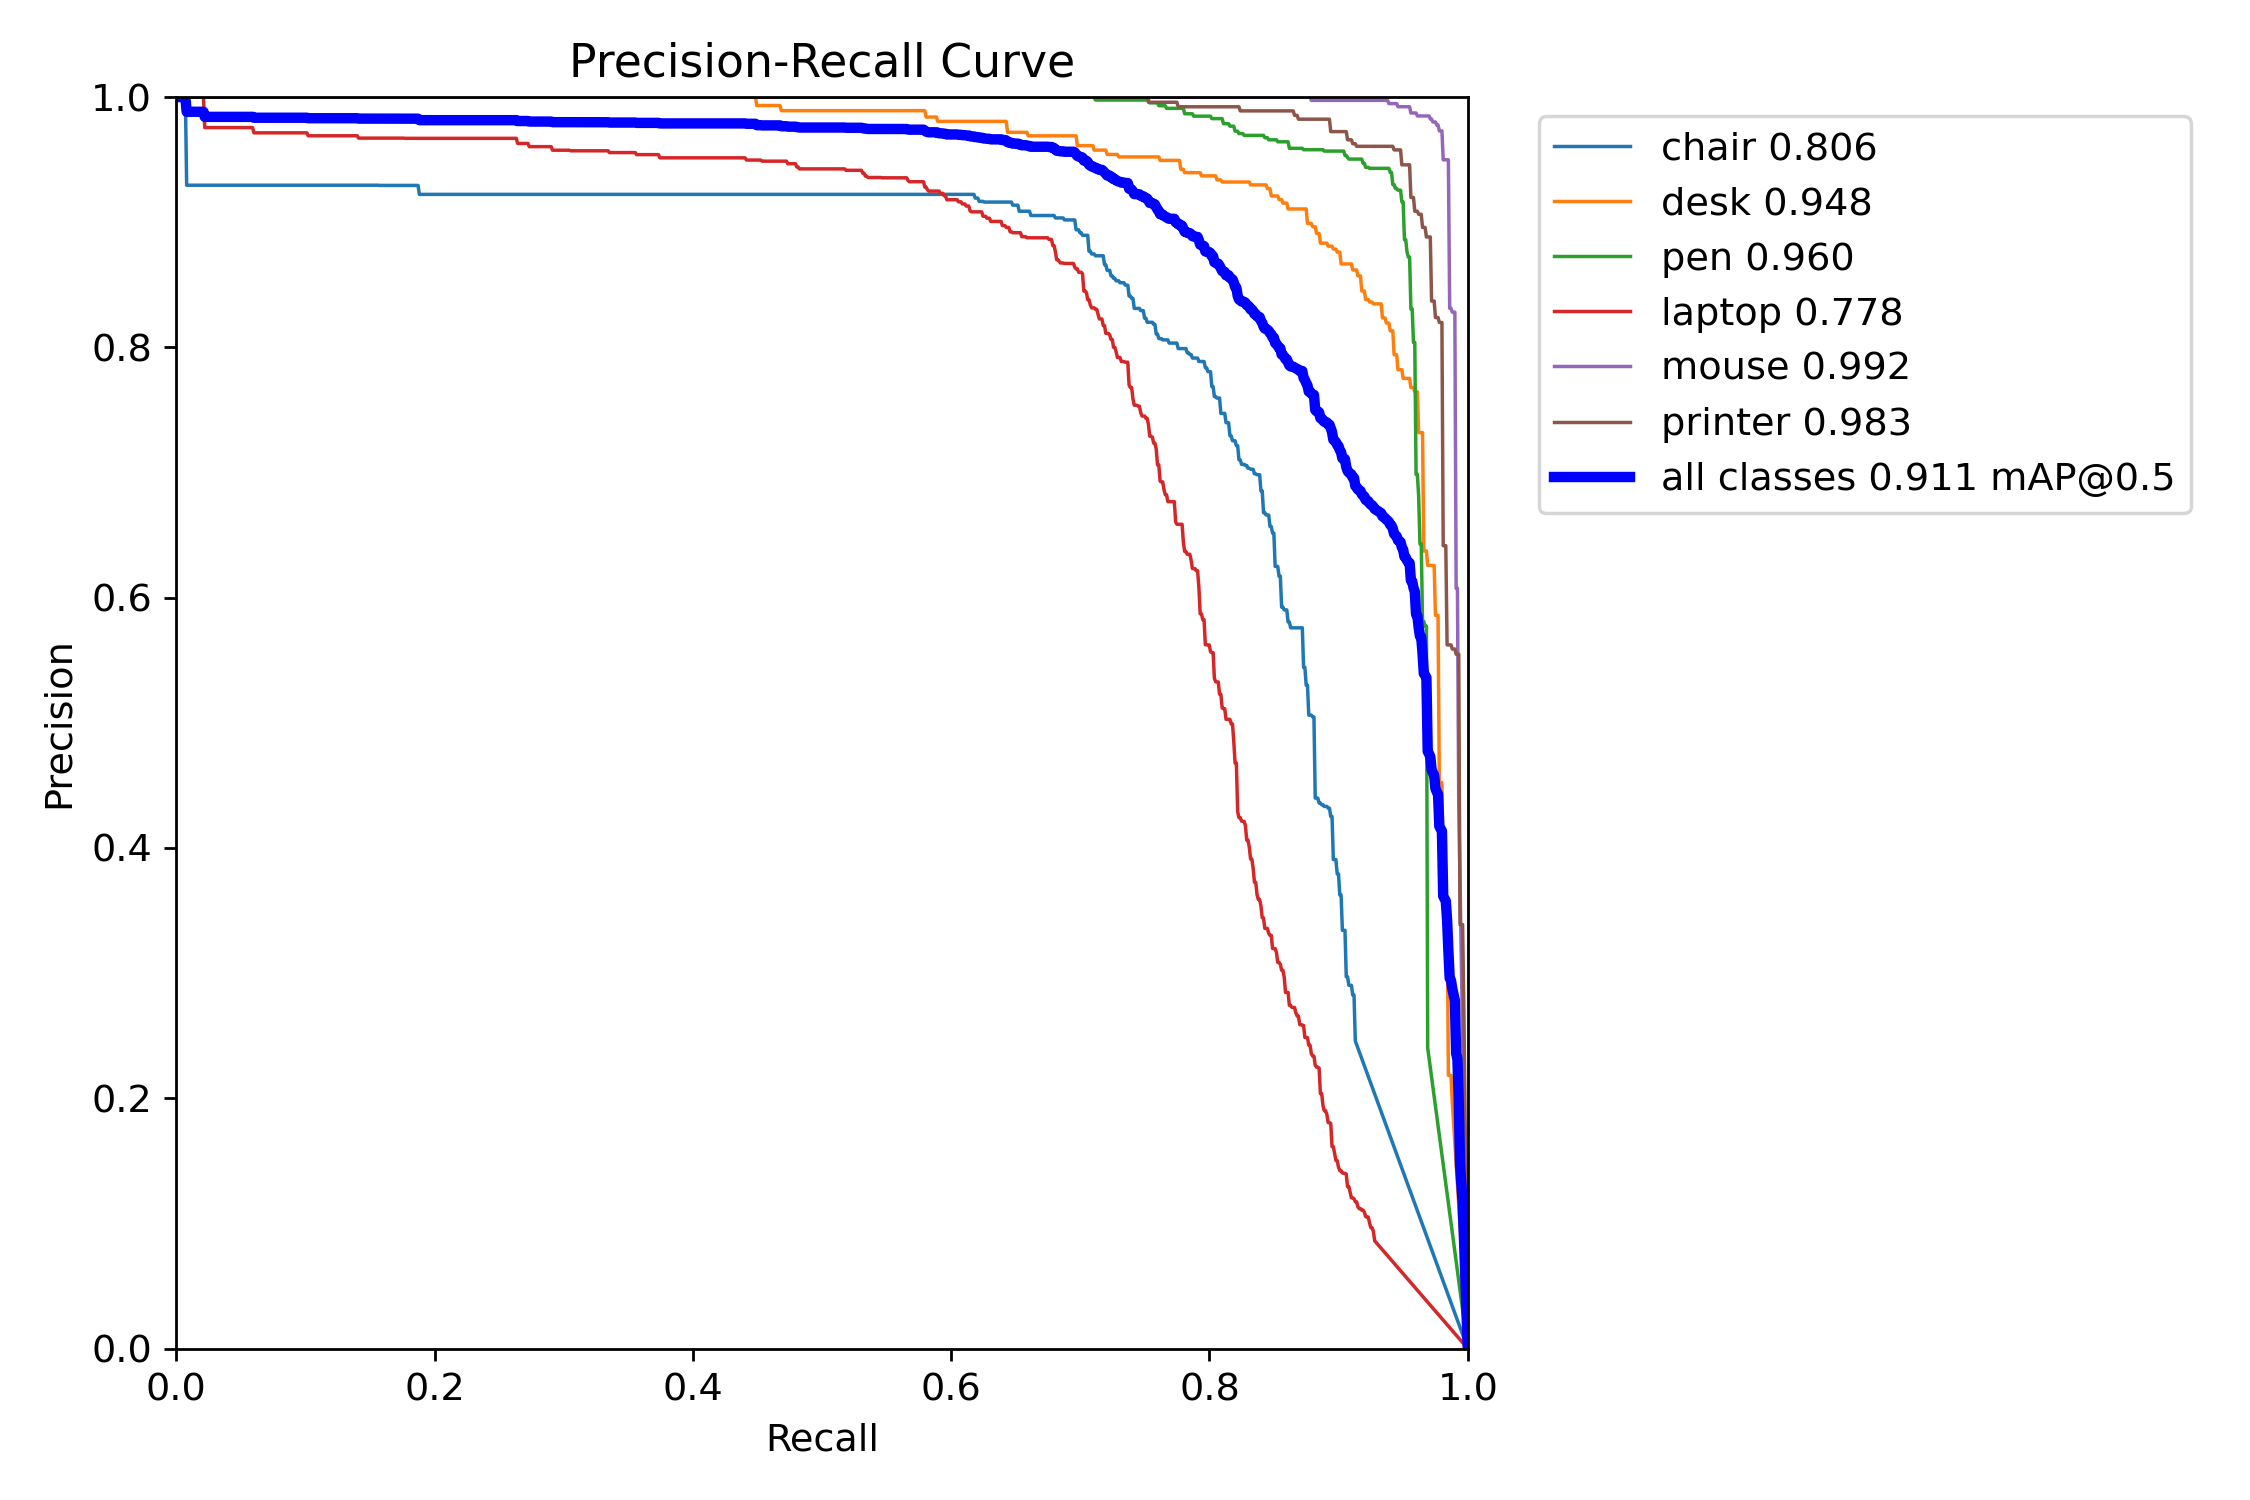 Precision-Recall Curve
1.0
0.8
0.6
0.4
0.2
0.0
Precision
0.0 0.2 0.4 0.6 0.8 1.0
Recall
chair 0.806
desk 0.948
pen 0.960
laptop 0.778
mouse 0.992
printer 0.983
all classes 0.911 mAP@0.5